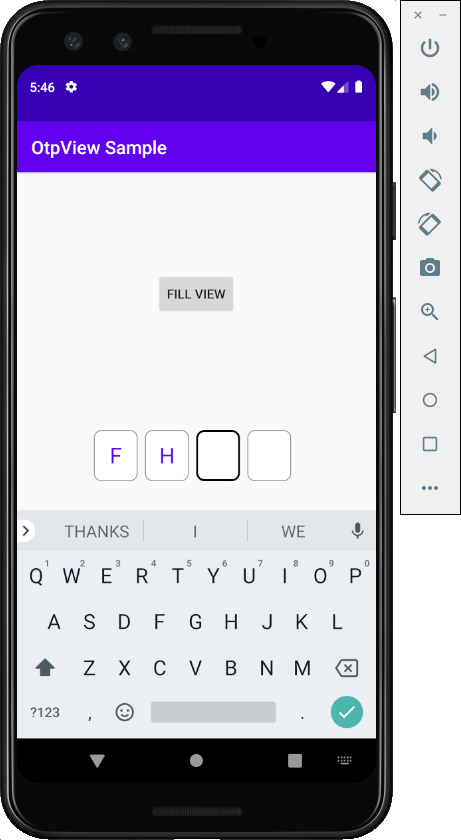 5:46
OtpView Sample
FILL VIEW
F H
THANKS I WE
1 2 3 4 5 6 7 8 9 0
Q W E R T Y U I O P
A S D F G H J K L
Z X C V B N M
?123 , .